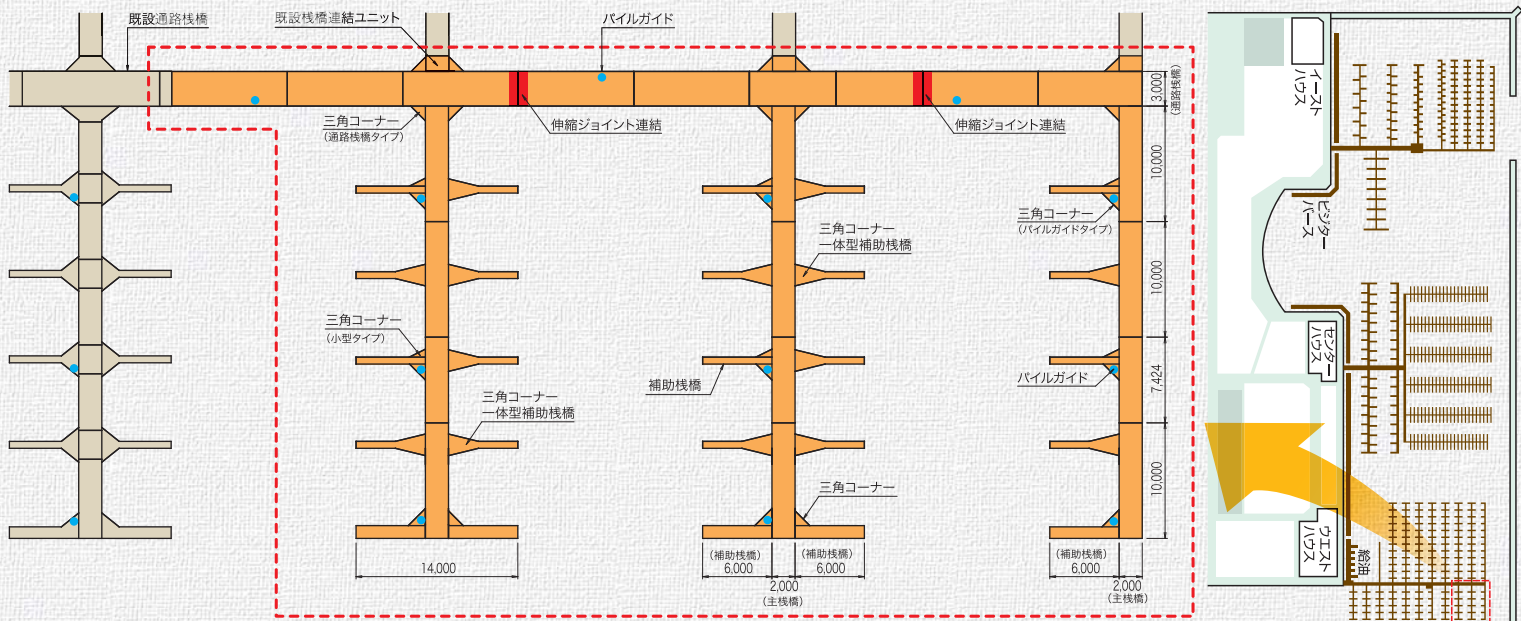 既設通路桟橋
既設桟橋連結ユニット
パイルガイド
三角コーナー
(通路桟橋タイプ)
伸縮ジョイント連結
伸縮ジョイント連結
3,000
(通路桟橋)
10,000
三角コーナー
(パイルガイドタイプ)
三角コーナー
一体型補助桟橋
10,000
三角コーナー
(小型タイプ)
補助桟橋
パイルガイド
7,424
三角コーナー
一体型補助桟橋
三角コーナー
10,000
14,000
(補助桟橋)
6,000
2,000
(主桟橋)
(補助桟橋)
6,000
(補助桟橋)
6,000
2,000
(主桟橋)
イースト
ハウス
ビジター
バース
センター
ハウス
ウエスト
ハウス
給油